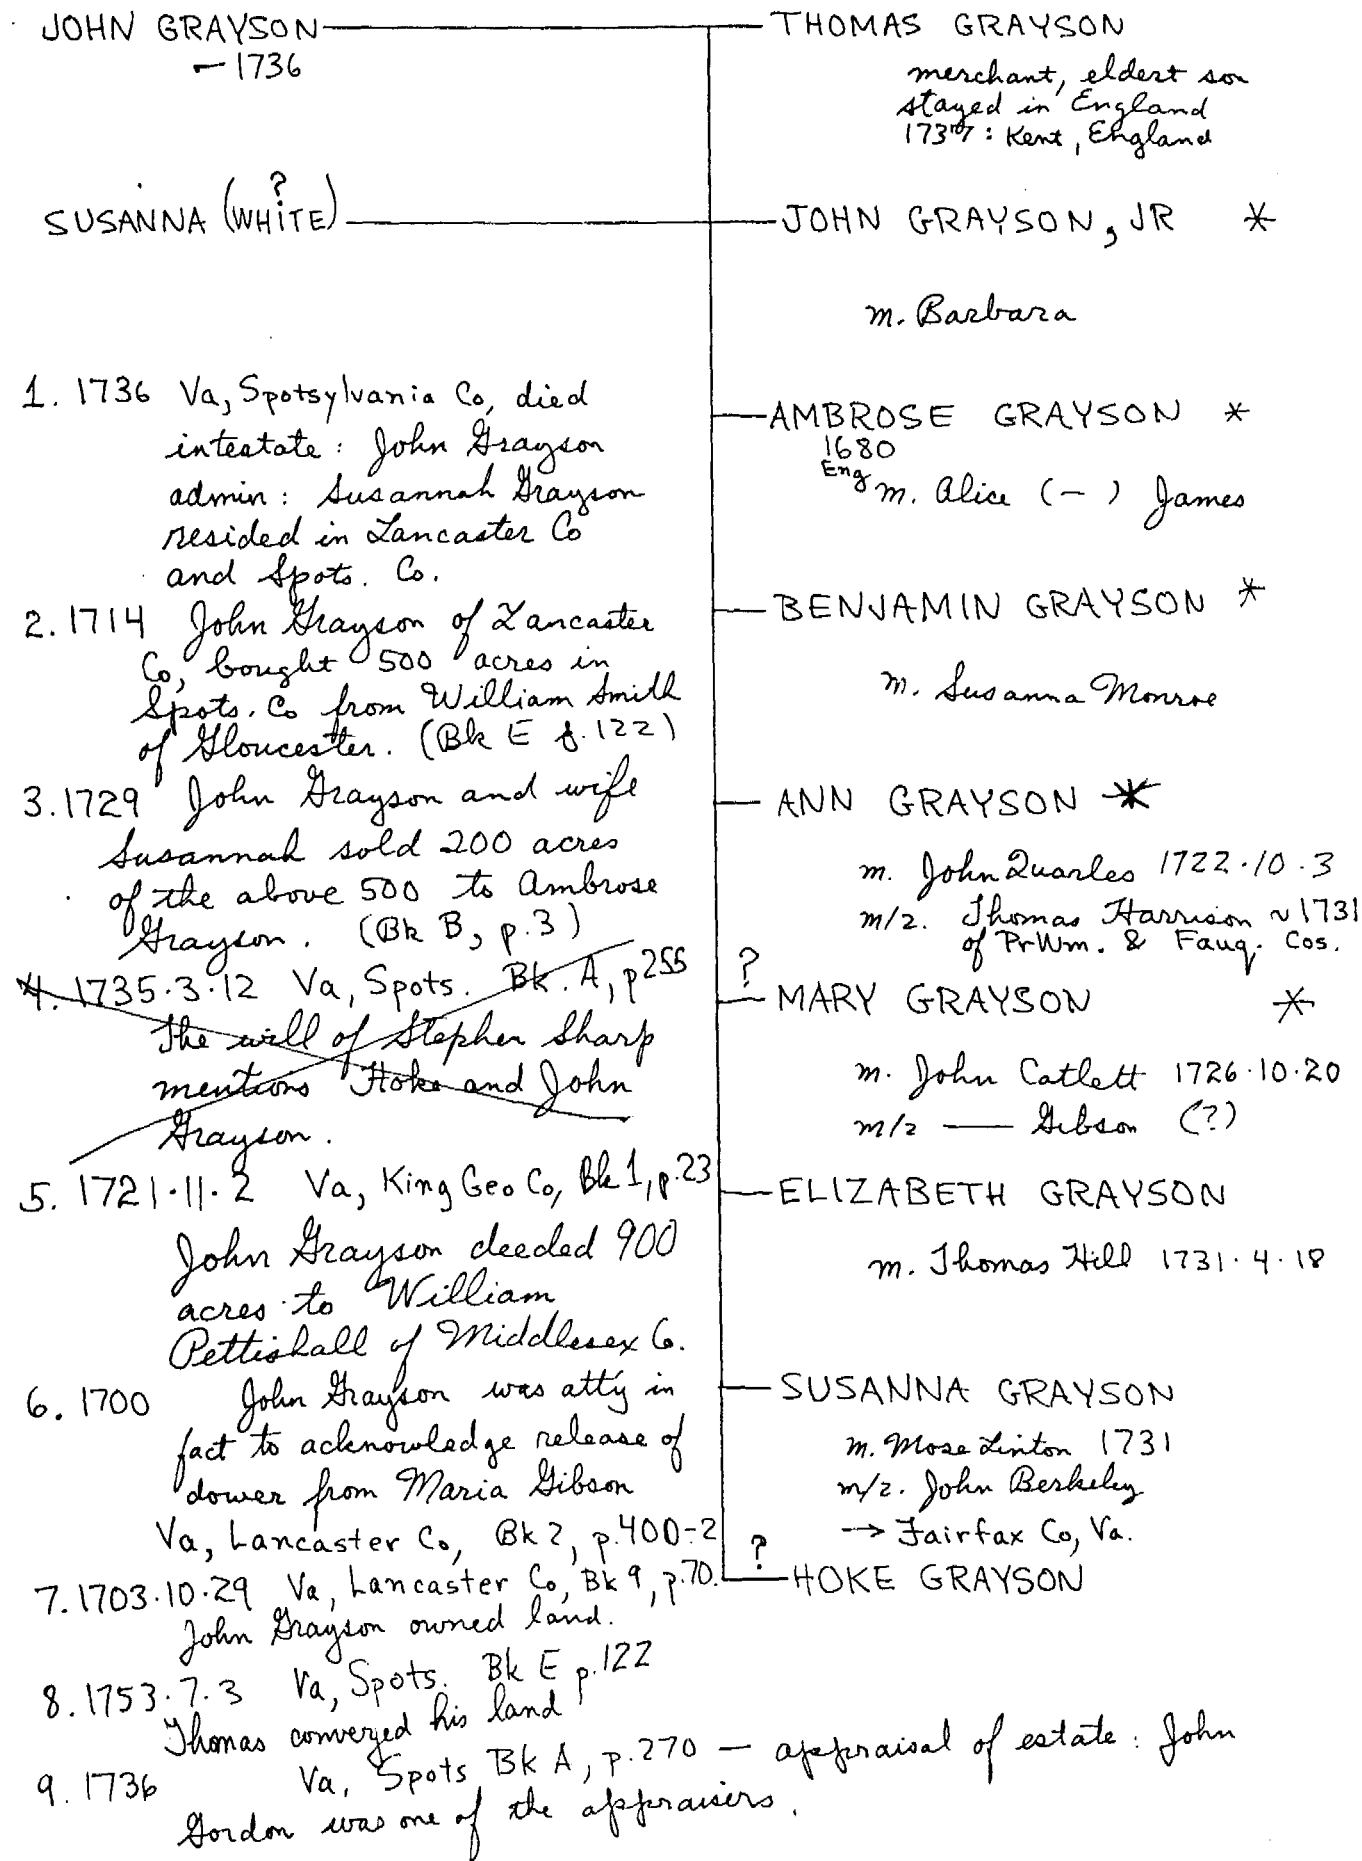 JOHN GRAYSON
- 1736
SUSANNA (WHITE)
?
1. 1736 Va, Spotsylvania Co, died
intestate: John Grayson
admin: Susannah Grayson
resided in Lancaster Co
and Spots. Co.
2. 1714 John Grayson of Lancaster
Co, bought 500 acres in
Spots. Co from William Smith
of Gloucester. (Bk E f. 122)
3. 1729 John Grayson and wife
Susannah sold 200 acres
of the above 500 to Ambrose
Grayson. (Bk B, p. 3)
4. 1735·3·12 Va, Spots. Bk. A, p 255
The will of Stepher Sharp
mentions Hoke and John
Grayson.
5. 1721·11·2 Va, King Geo Co, Bk 1, p. 23
John Grayson deeded 900
acres to William
Pettishall of Middlesex Co.
6. 1700 John Grayson was atty in
fact to acknowledge release of
dower from Maria Gibson
Va, Lancaster Co, Bk 2, p. 400-2
7. 1703·10·29 Va, Lancaster Co, Bk 9, p. 70.
John Grayson owned land.
8. 1753·7·3 Va, Spots. Bk E p. 122
Thomas converged his land
9. 1736 Va, Spots Bk A, p. 270 — appraisal of estate: John
Gordon was one of the appraisers.
THOMAS GRAYSON
merchant, eldest son
stayed in England
1737: Kent, England
JOHN GRAYSON, JR *
m. Barbara
AMBROSE GRAYSON *
1680
Eng
m. Alice (-) James
BENJAMIN GRAYSON *
m. Susanna Monroe
ANN GRAYSON *
m. John Quarles 1722·10·3
m/2. Thomas Harrison ~1731
of PrWm. & Fauq. Cos.
?
MARY GRAYSON *
m. John Catlett 1726·10·20
m/2 — Gibson (?)
ELIZABETH GRAYSON
m. Thomas Hill 1731·4·18
SUSANNA GRAYSON
m. Mose Linton 1731
m/2. John Berkeley
→ Fairfax Co, Va.
?
HOKE GRAYSON